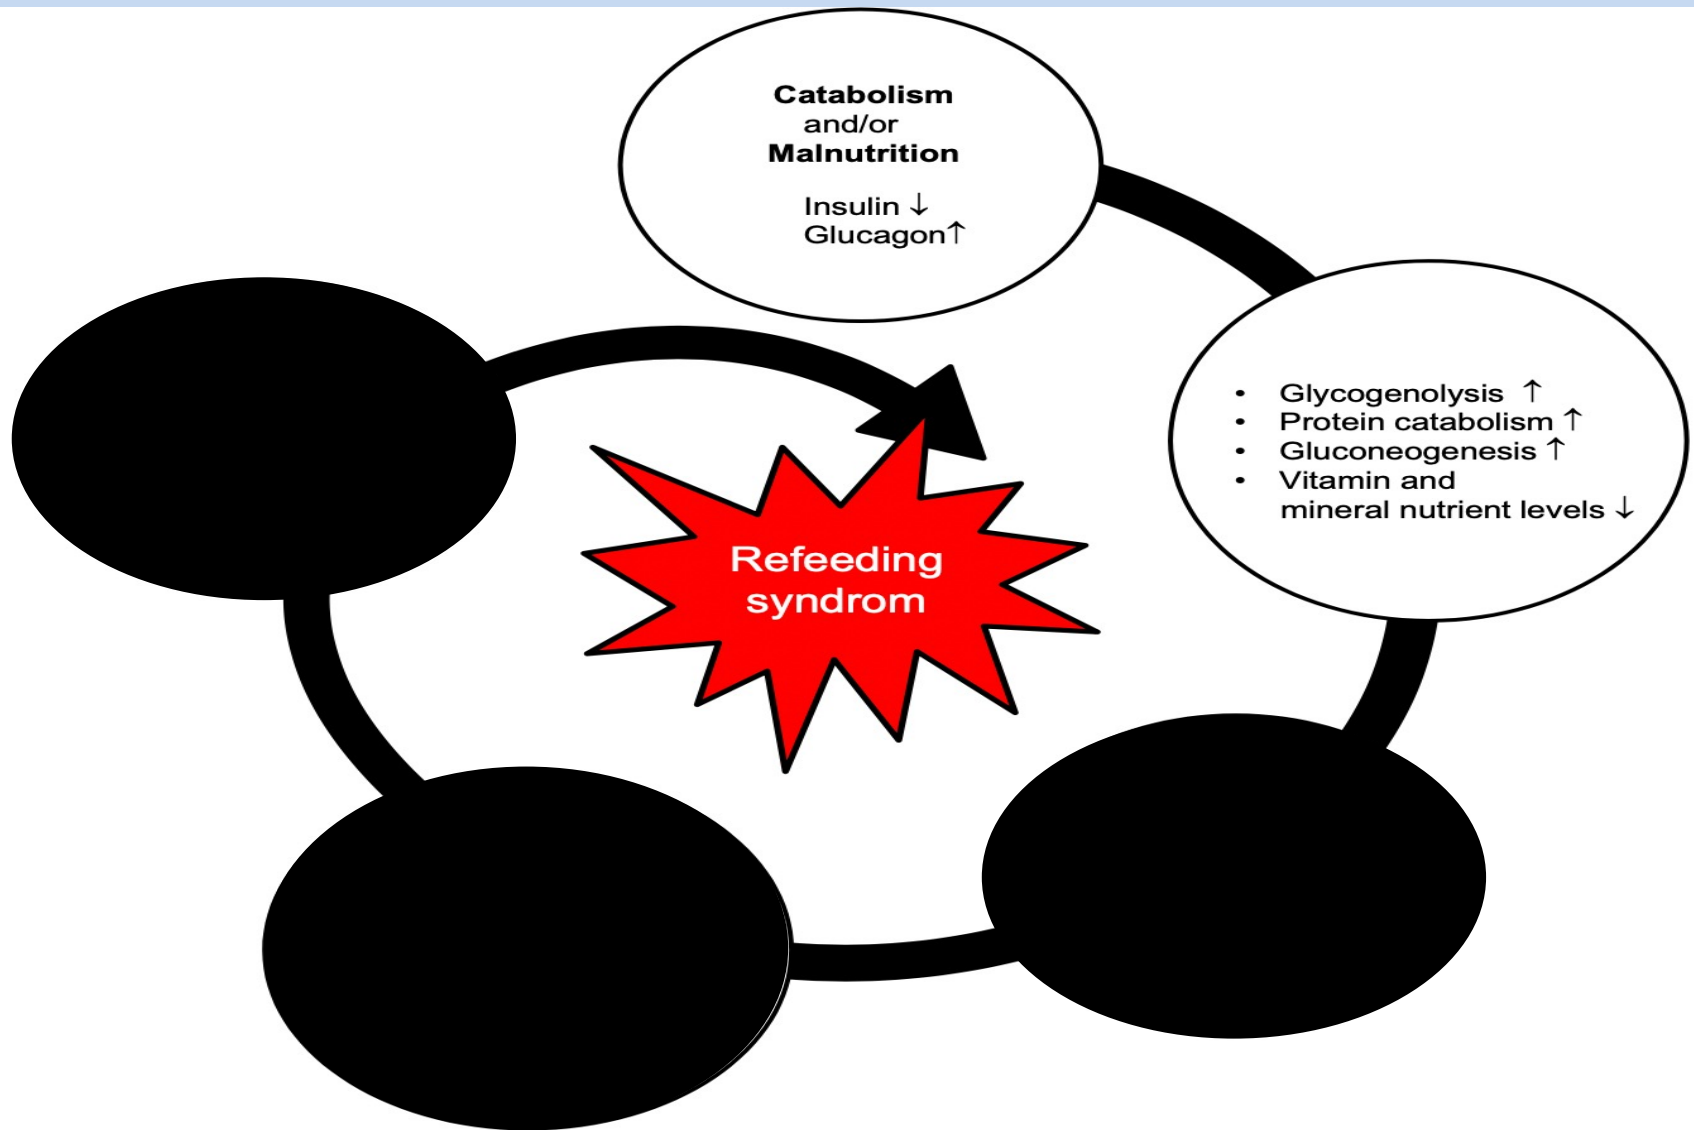 Catabolism
and/or
Malnutrition
Insulin ↓
Glucagon↑
• Glycogenolysis ↑
• Protein catabolism ↑
• Gluconeogenesis ↑
• Vitamin and
mineral nutrient levels ↓
Refeeding
syndrom